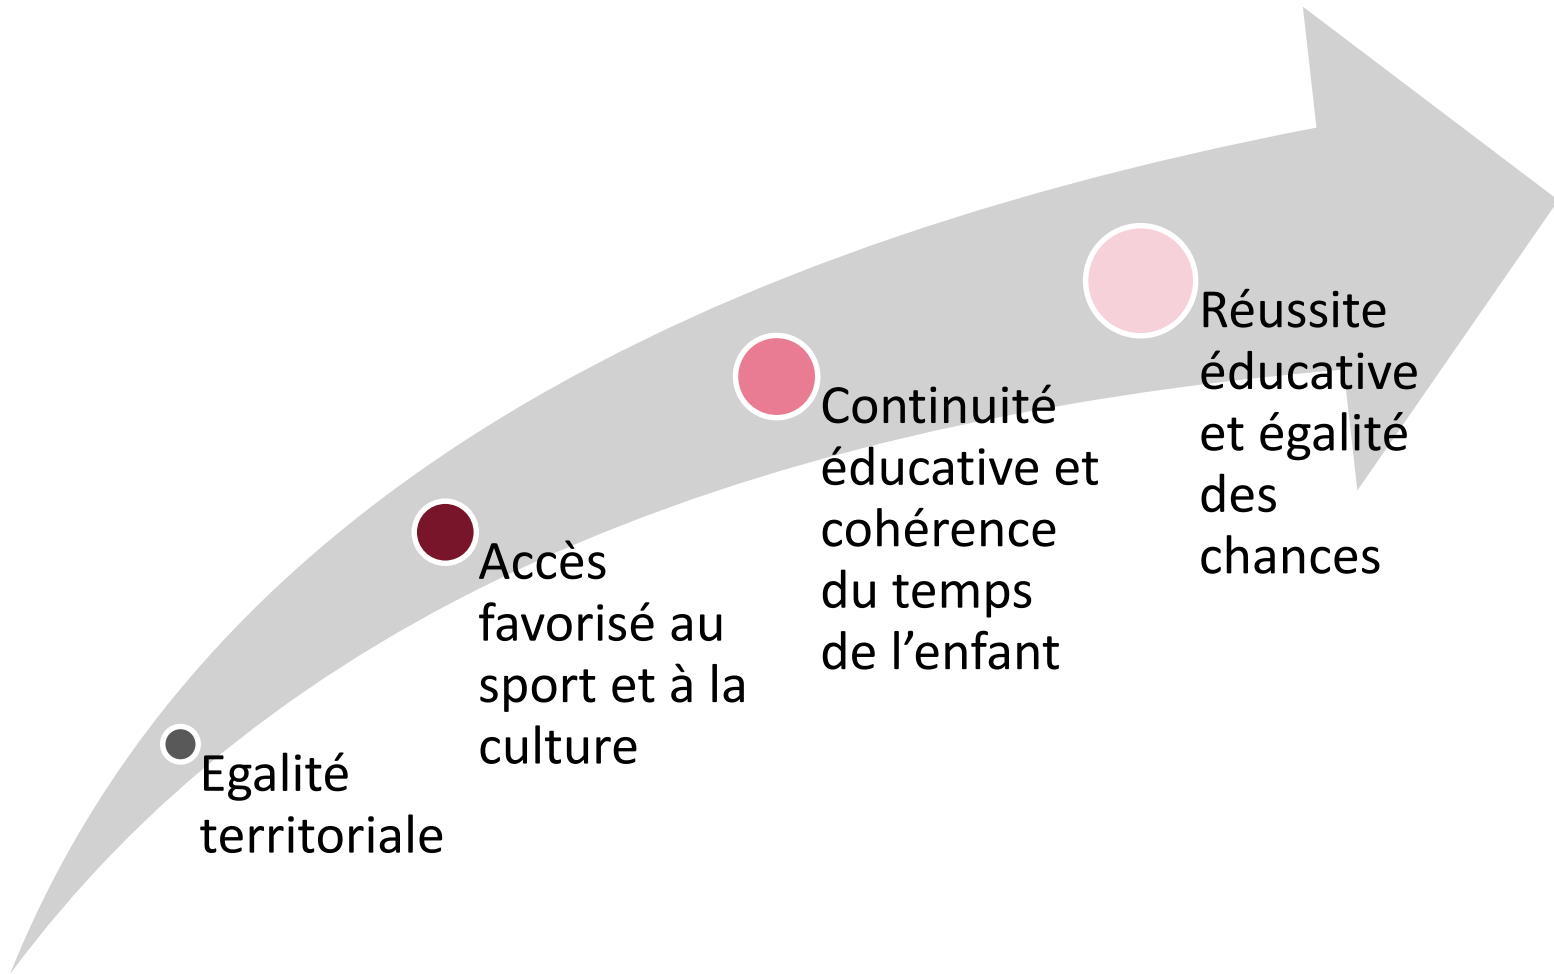 Egalité
territoriale
Accès
favorisé au
sport et à la
culture
Continuité
éducative et
cohérence
du temps
de l’enfant
Réussite
éducative
et égalité
des
chances